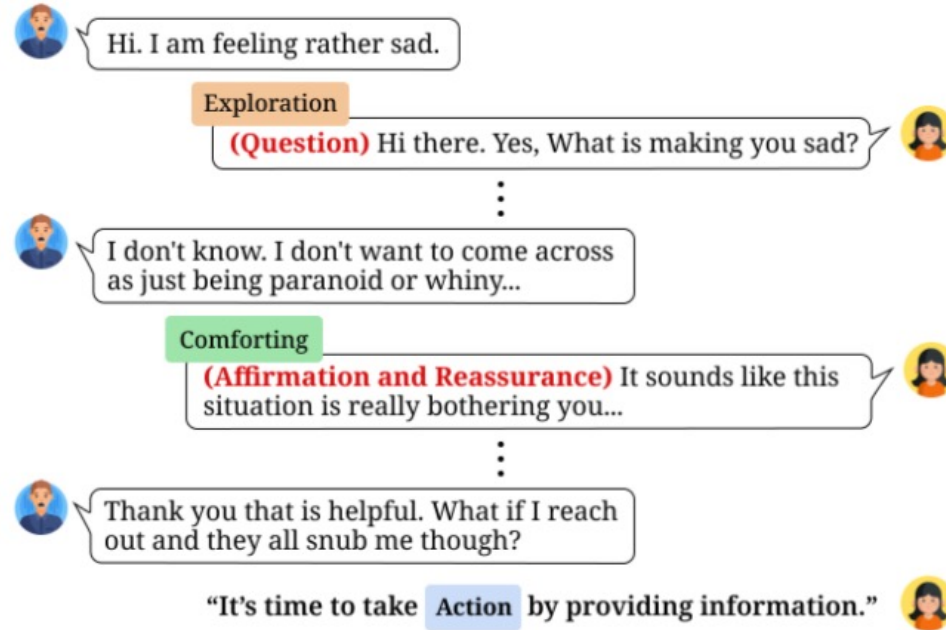 Hi. I am feeling rather sad.
Exploration
(Question) Hi there. Yes, What is making you sad?
I don't know. I don't want to come across
as just being paranoid or whiny...
Comforting
(Affirmation and Reassurance) It sounds like this
situation is really bothering you...
Thank you that is helpful. What if I reach
out and they all snub me though?
“It’s time to take Action by providing information.”